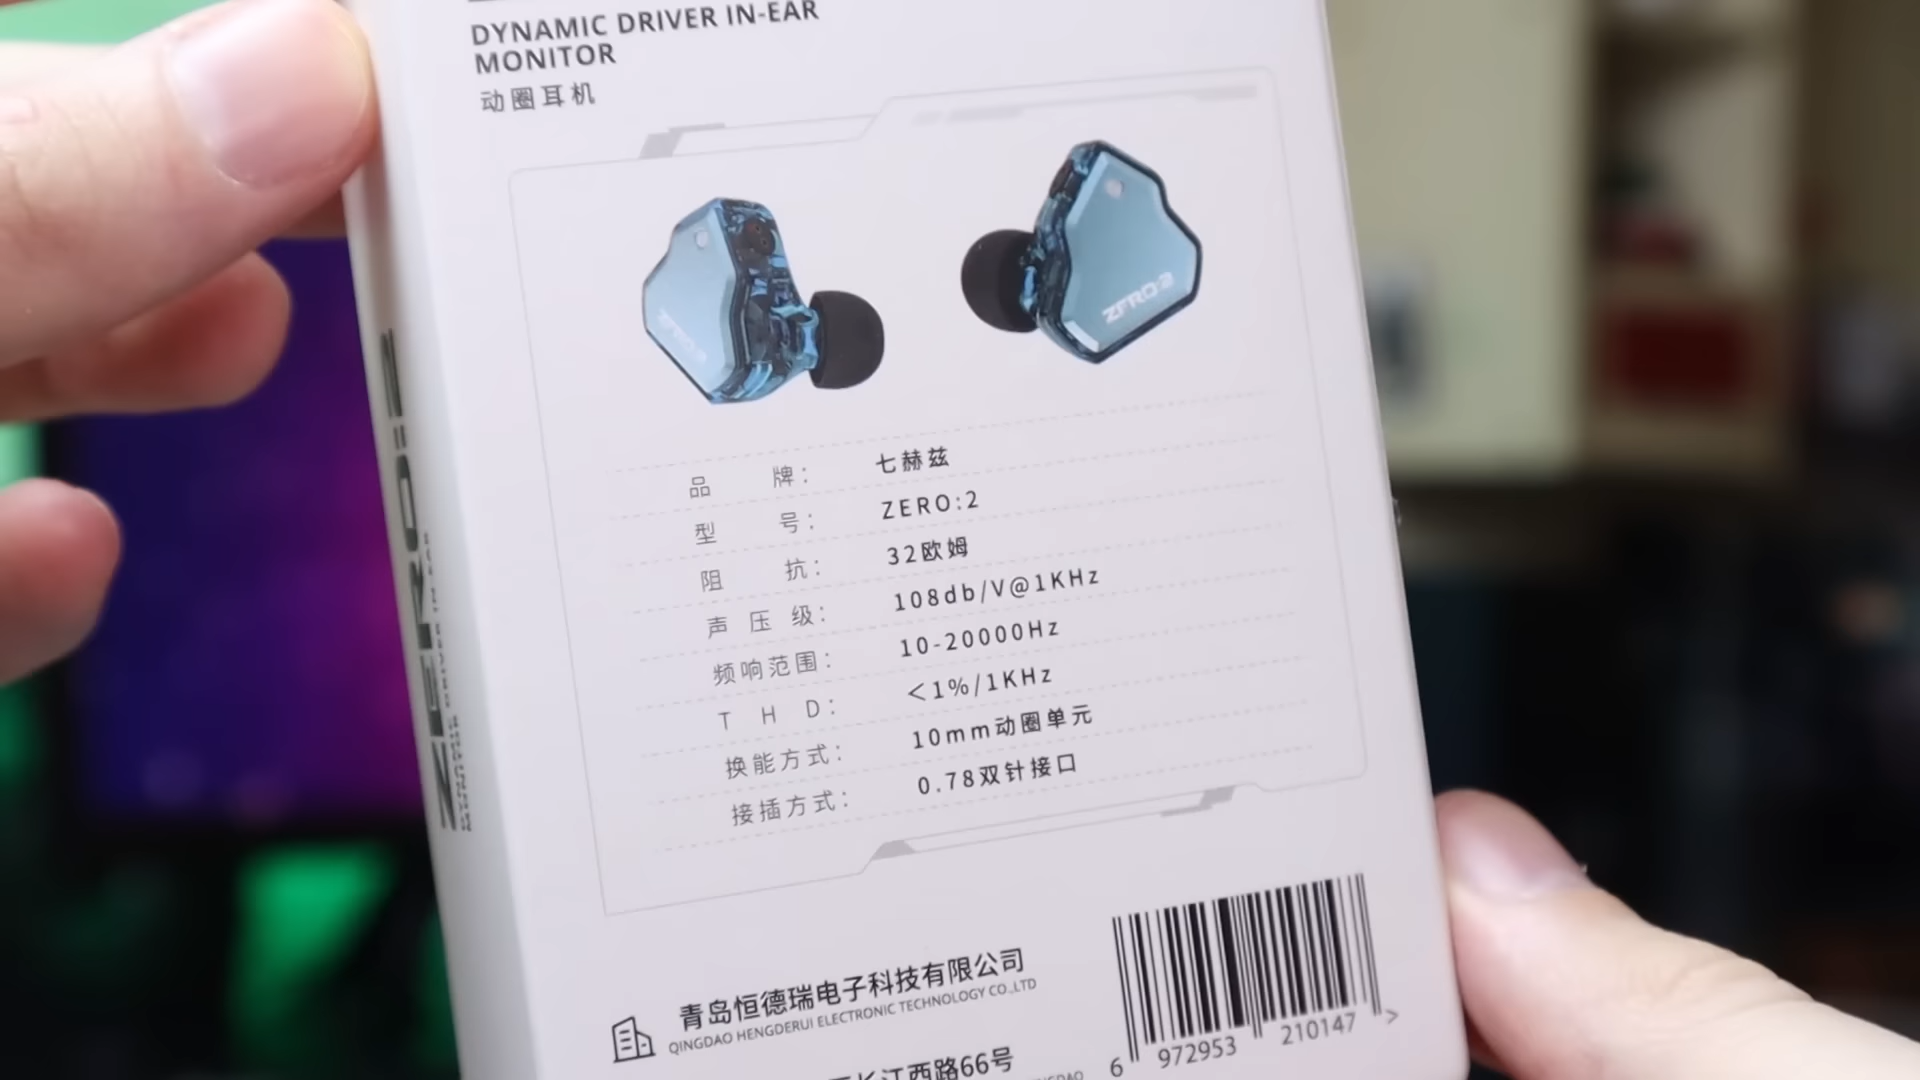 DYNAMIC DRIVER IN-EAR
MONITOR
动圈耳机
ZERO:2
品牌: 七赫兹
型号: ZERO:2
阻抗: 32欧姆
声压级: 108db/V@1KHz
频响范围: 10-20000Hz
THD: <1%/1KHz
换能方式: 10mm动圈单元
接插方式: 0.78双针接口
青岛恒德瑞电子科技有限公司
QINGDAO HENGDERUI ELECTRONIC TECHNOLOGY CO.,LTD
长江西路66号
6 972953 210147 >
ZERO:2